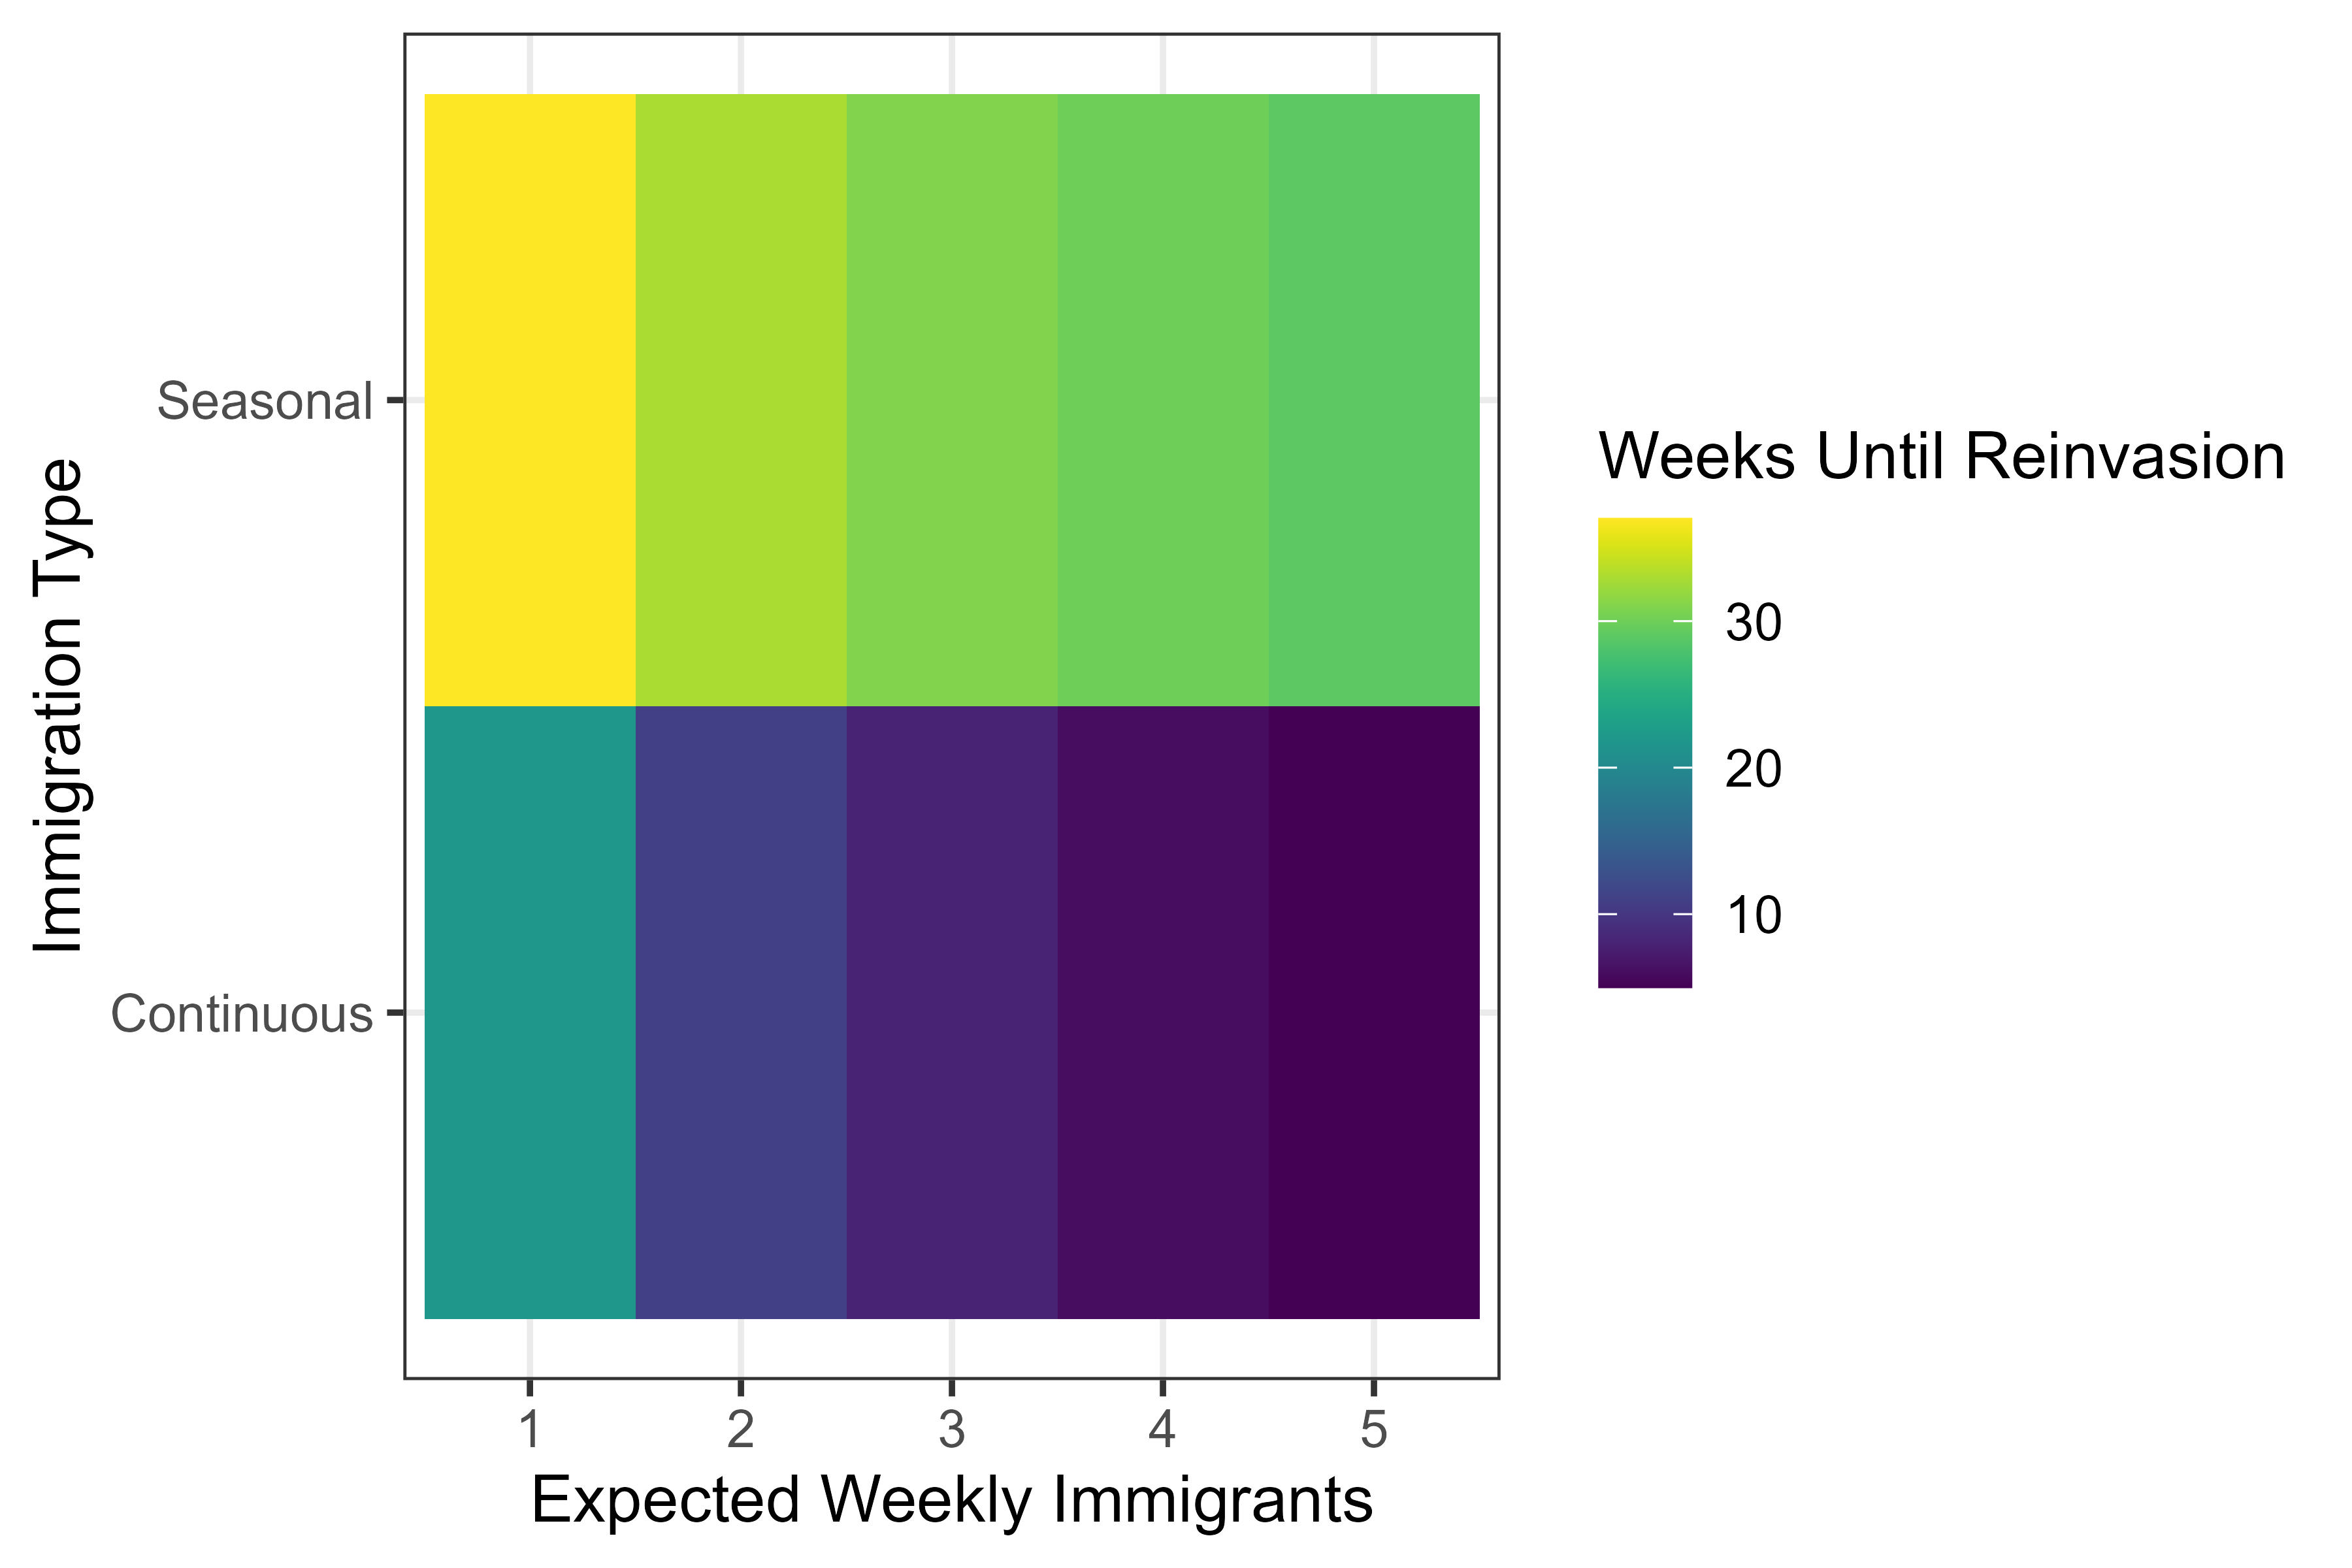 Immigration Type
Seasonal
Continuous
1 2 3 4 5
Expected Weekly Immigrants
Weeks Until Reinvasion
30
20
10